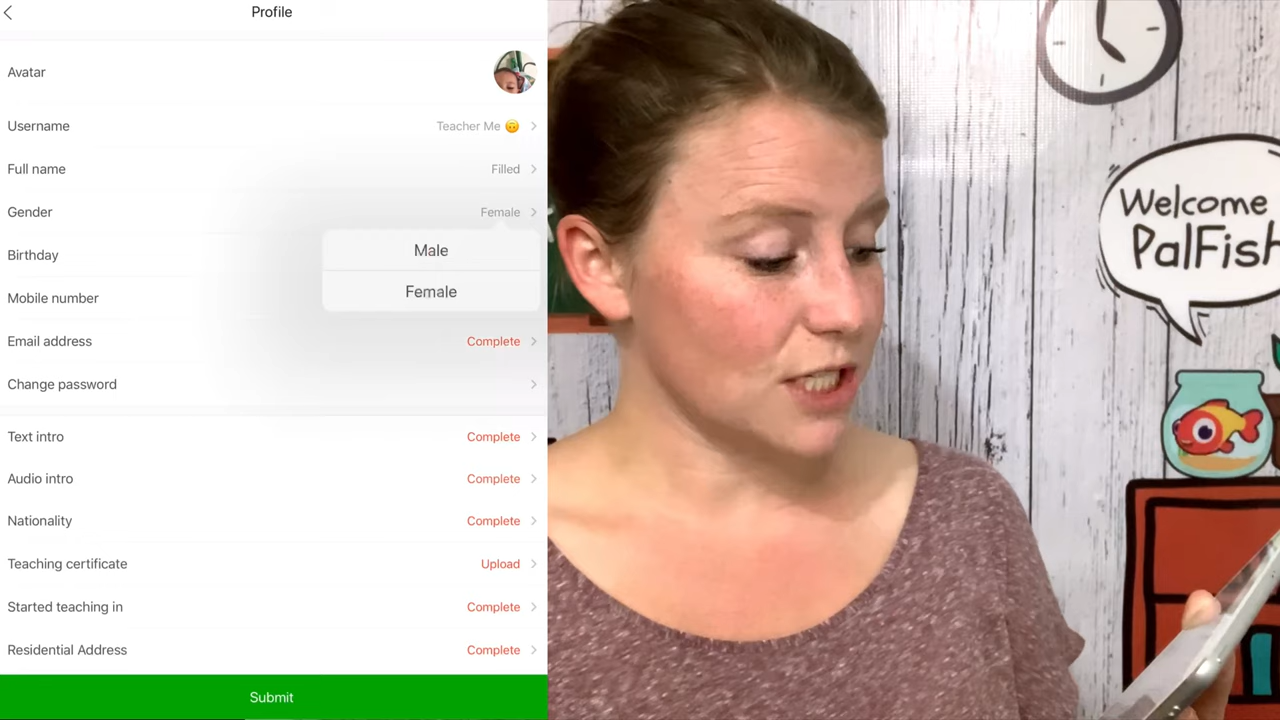 Profile
Avatar
Username Teacher Me 🙃
Full name Filled
Gender Female
Male
Birthday
Female
Mobile number
Email address Complete
Change password
Text intro Complete
Audio intro Complete
Nationality Complete
Teaching certificate Upload
Started teaching in Complete
Residential Address Complete
Submit
Welcome
PalFish